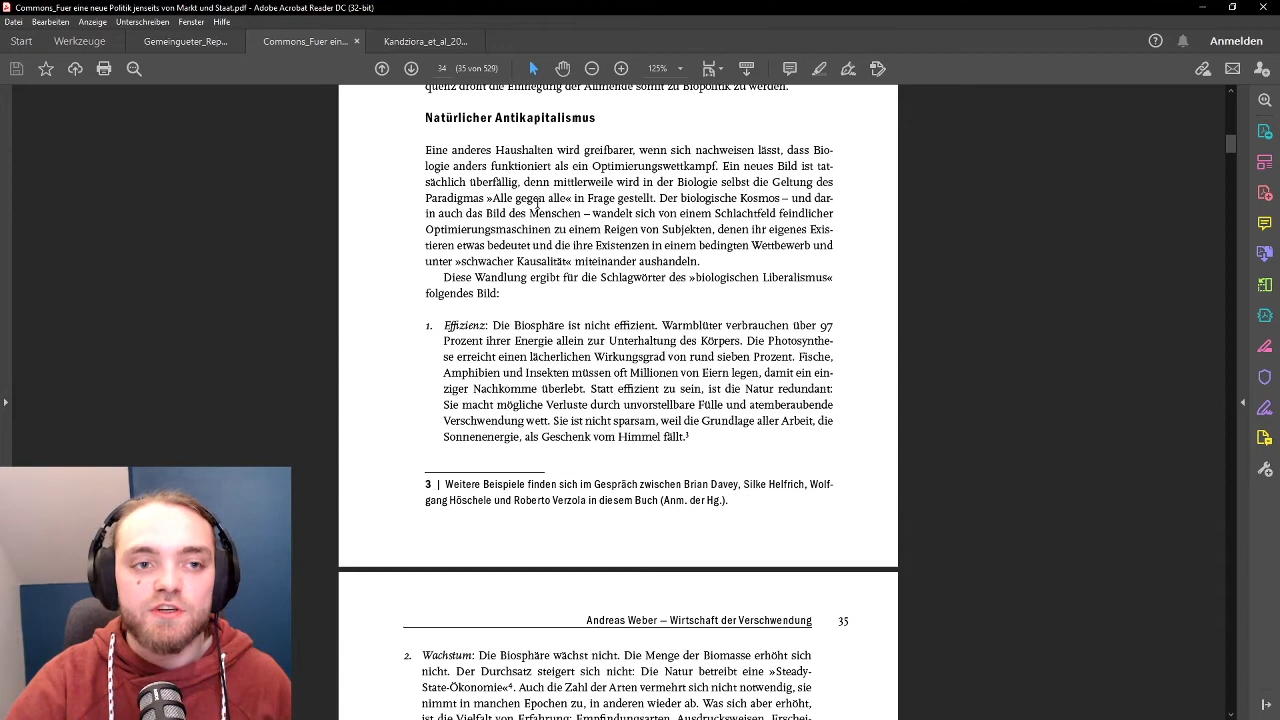 Commons_Fuer eine neue Politik jenseits von Markt und Staat.pdf - Adobe Acrobat Reader DC (32-bit)
Datei Bearbeiten Anzeige Unterschreiben Fenster Hilfe
Start Werkzeuge Gemeingueter_Rep... Commons_Fuer ein... × Kandziora_et_al_20... Anmelden
34 (35 von 529) 125%
quenz droht die Einhegung der Allmende somit zu Biopolitik zu werden.
Natürlicher Antikapitalismus
Eine anderes Haushalten wird greifbarer, wenn sich nachweisen lässt, dass Bio-
logie anders funktioniert als ein Optimierungswettkampf. Ein neues Bild ist tat-
sächlich überfällig, denn mittlerweile wird in der Biologie selbst die Geltung des
Paradigmas »Alle gegen alle« in Frage gestellt. Der biologische Kosmos – und dar-
in auch das Bild des Menschen – wandelt sich von einem Schlachtfeld feindlicher
Optimierungsmaschinen zu einem Reigen von Subjekten, denen ihr eigenes Exis-
tieren etwas bedeutet und die ihre Existenzen in einem bedingten Wettbewerb und
unter »schwacher Kausalität« miteinander aushandeln.
Diese Wandlung ergibt für die Schlagwörter des »biologischen Liberalismus«
folgendes Bild:
1. Effizienz: Die Biosphäre ist nicht effizient. Warmblüter verbrauchen über 97
Prozent ihrer Energie allein zur Unterhaltung des Körpers. Die Photosynthe-
se erreicht einen lächerlichen Wirkungsgrad von rund sieben Prozent. Fische,
Amphibien und Insekten müssen oft Millionen von Eiern legen, damit ein ein-
ziger Nachkomme überlebt. Statt effizient zu sein, ist die Natur redundant:
Sie macht mögliche Verluste durch unvorstellbare Fülle und atemberaubende
Verschwendung wett. Sie ist nicht sparsam, weil die Grundlage aller Arbeit, die
Sonnenenergie, als Geschenk vom Himmel fällt.³
3 | Weitere Beispiele finden sich im Gespräch zwischen Brian Davey, Silke Helfrich, Wolf-
gang Höschele und Roberto Verzola in diesem Buch (Anm. der Hg.).
Andreas Weber — Wirtschaft der Verschwendung 35
2. Wachstum: Die Biosphäre wächst nicht. Die Menge der Biomasse erhöht sich
nicht. Der Durchsatz steigert sich nicht: Die Natur betreibt eine »Steady-
State-Ökonomie«⁴. Auch die Zahl der Arten vermehrt sich nicht notwendig, sie
nimmt in manchen Epochen zu, in anderen wieder ab. Was sich aber erhöht,
ist die Vielfalt von Erfahrung: Empfindungsarten, Ausdrucksweisen, Erschei-